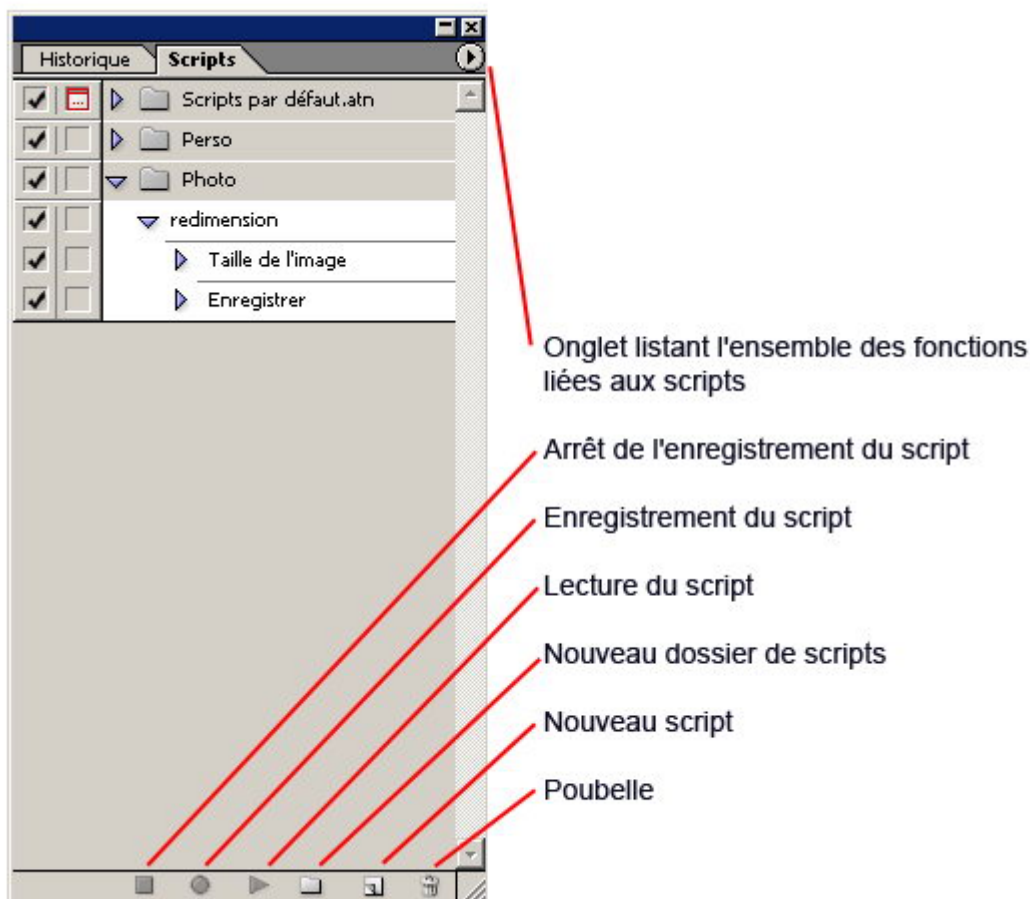 Historique
Scripts
Scripts par défaut.atn
Perso
Photo
redimension
Taille de l'image
Enregistrer
Onglet listant l'ensemble des fonctions
liées aux scripts
Arrêt de l'enregistrement du script
Enregistrement du script
Lecture du script
Nouveau dossier de scripts
Nouveau script
Poubelle